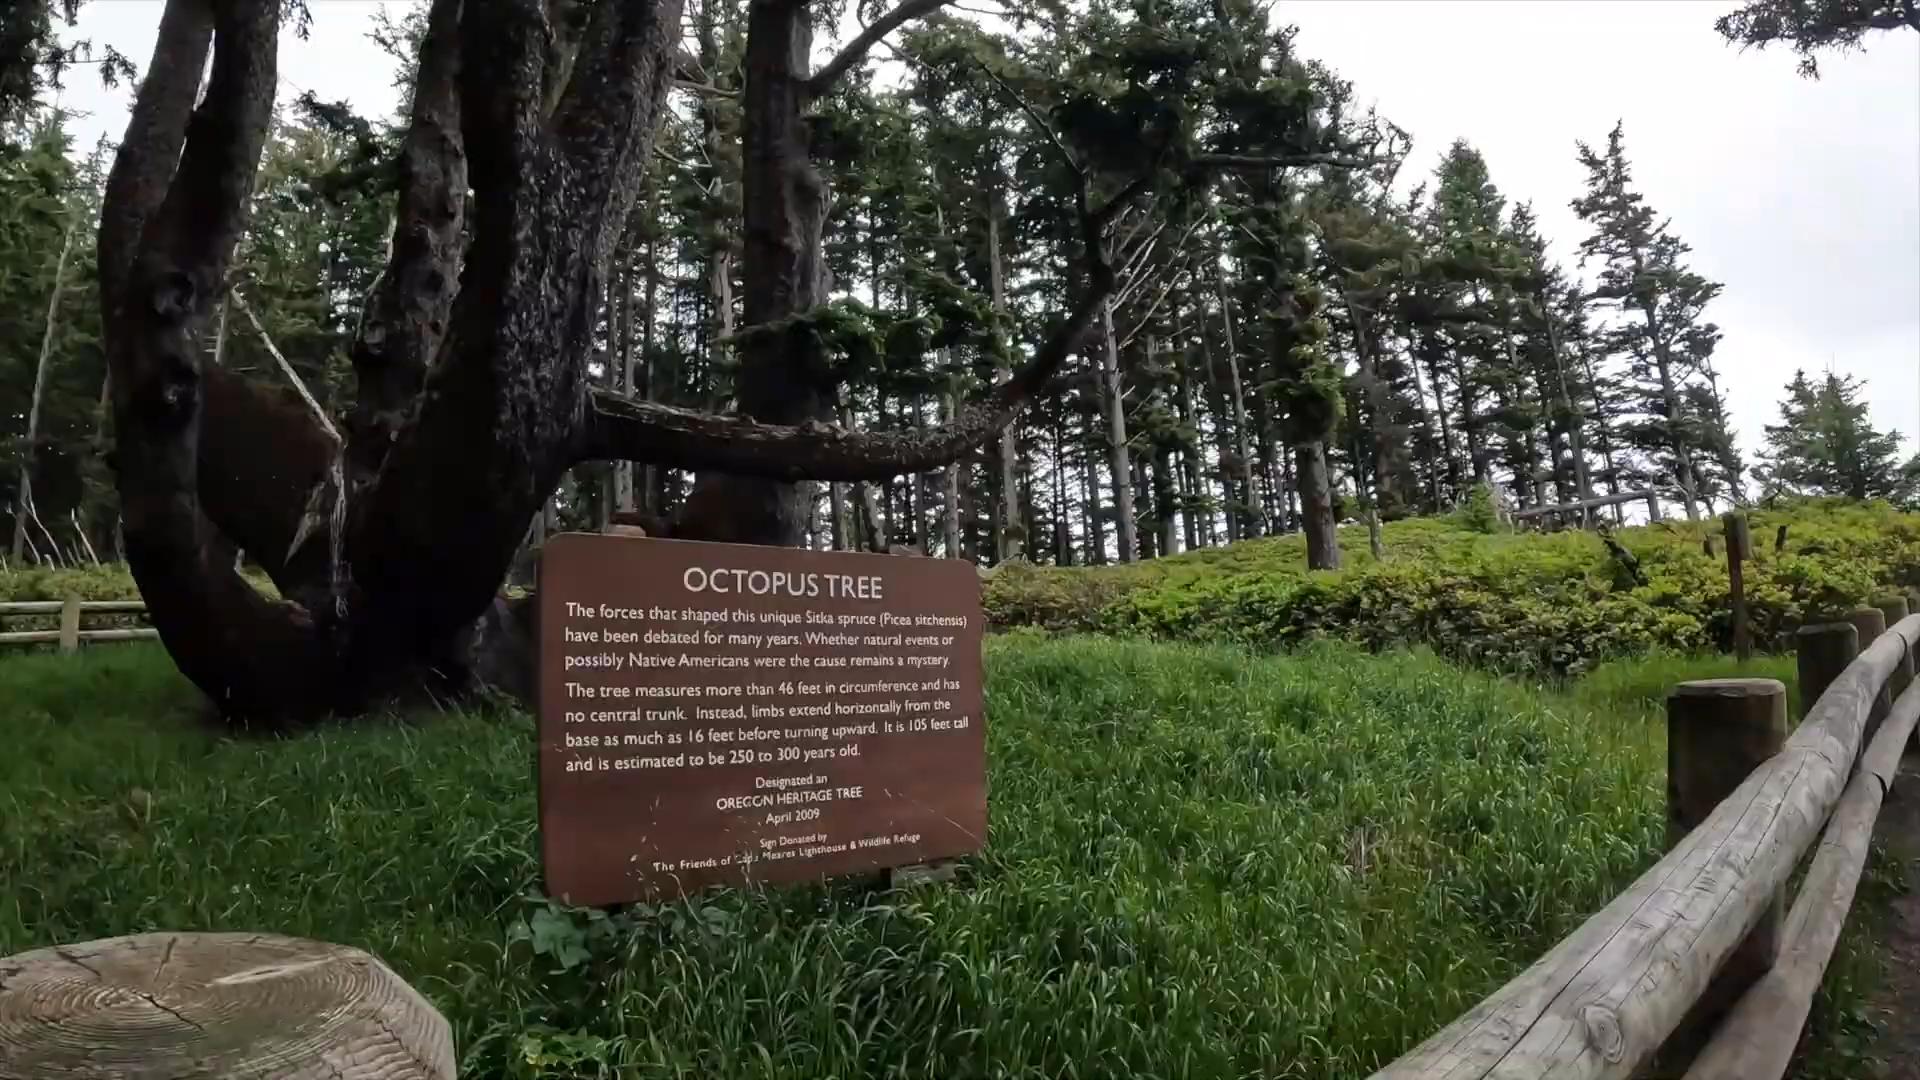 OCTOPUS TREE
The forces that shaped this unique Sitka spruce (Picea sitchensis)
have been debated for many years. Whether natural events or
possibly Native Americans were the cause remains a mystery.
The tree measures more than 46 feet in circumference and has
no central trunk. Instead, limbs extend horizontally from the
base as much as 16 feet before turning upward. It is 105 feet tall
and is estimated to be 250 to 300 years old.
Designated an
OREGON HERITAGE TREE
April 2009
Sign Donated by
The Friends of Cape Meares Lighthouse & Wildlife Refuge